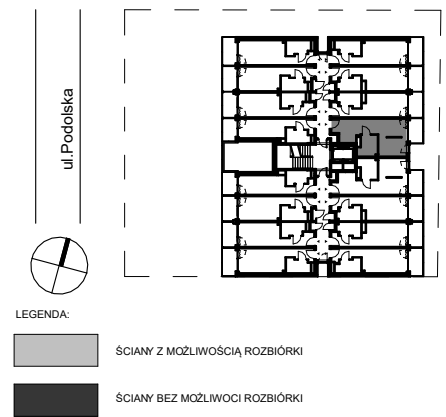 ul.Podolska
LEGENDA:
ŚCIANY Z MOŻLIWOŚCIĄ ROZBIÓRKI
ŚCIANY BEZ MOŻLIWOCI ROZBIÓRKI